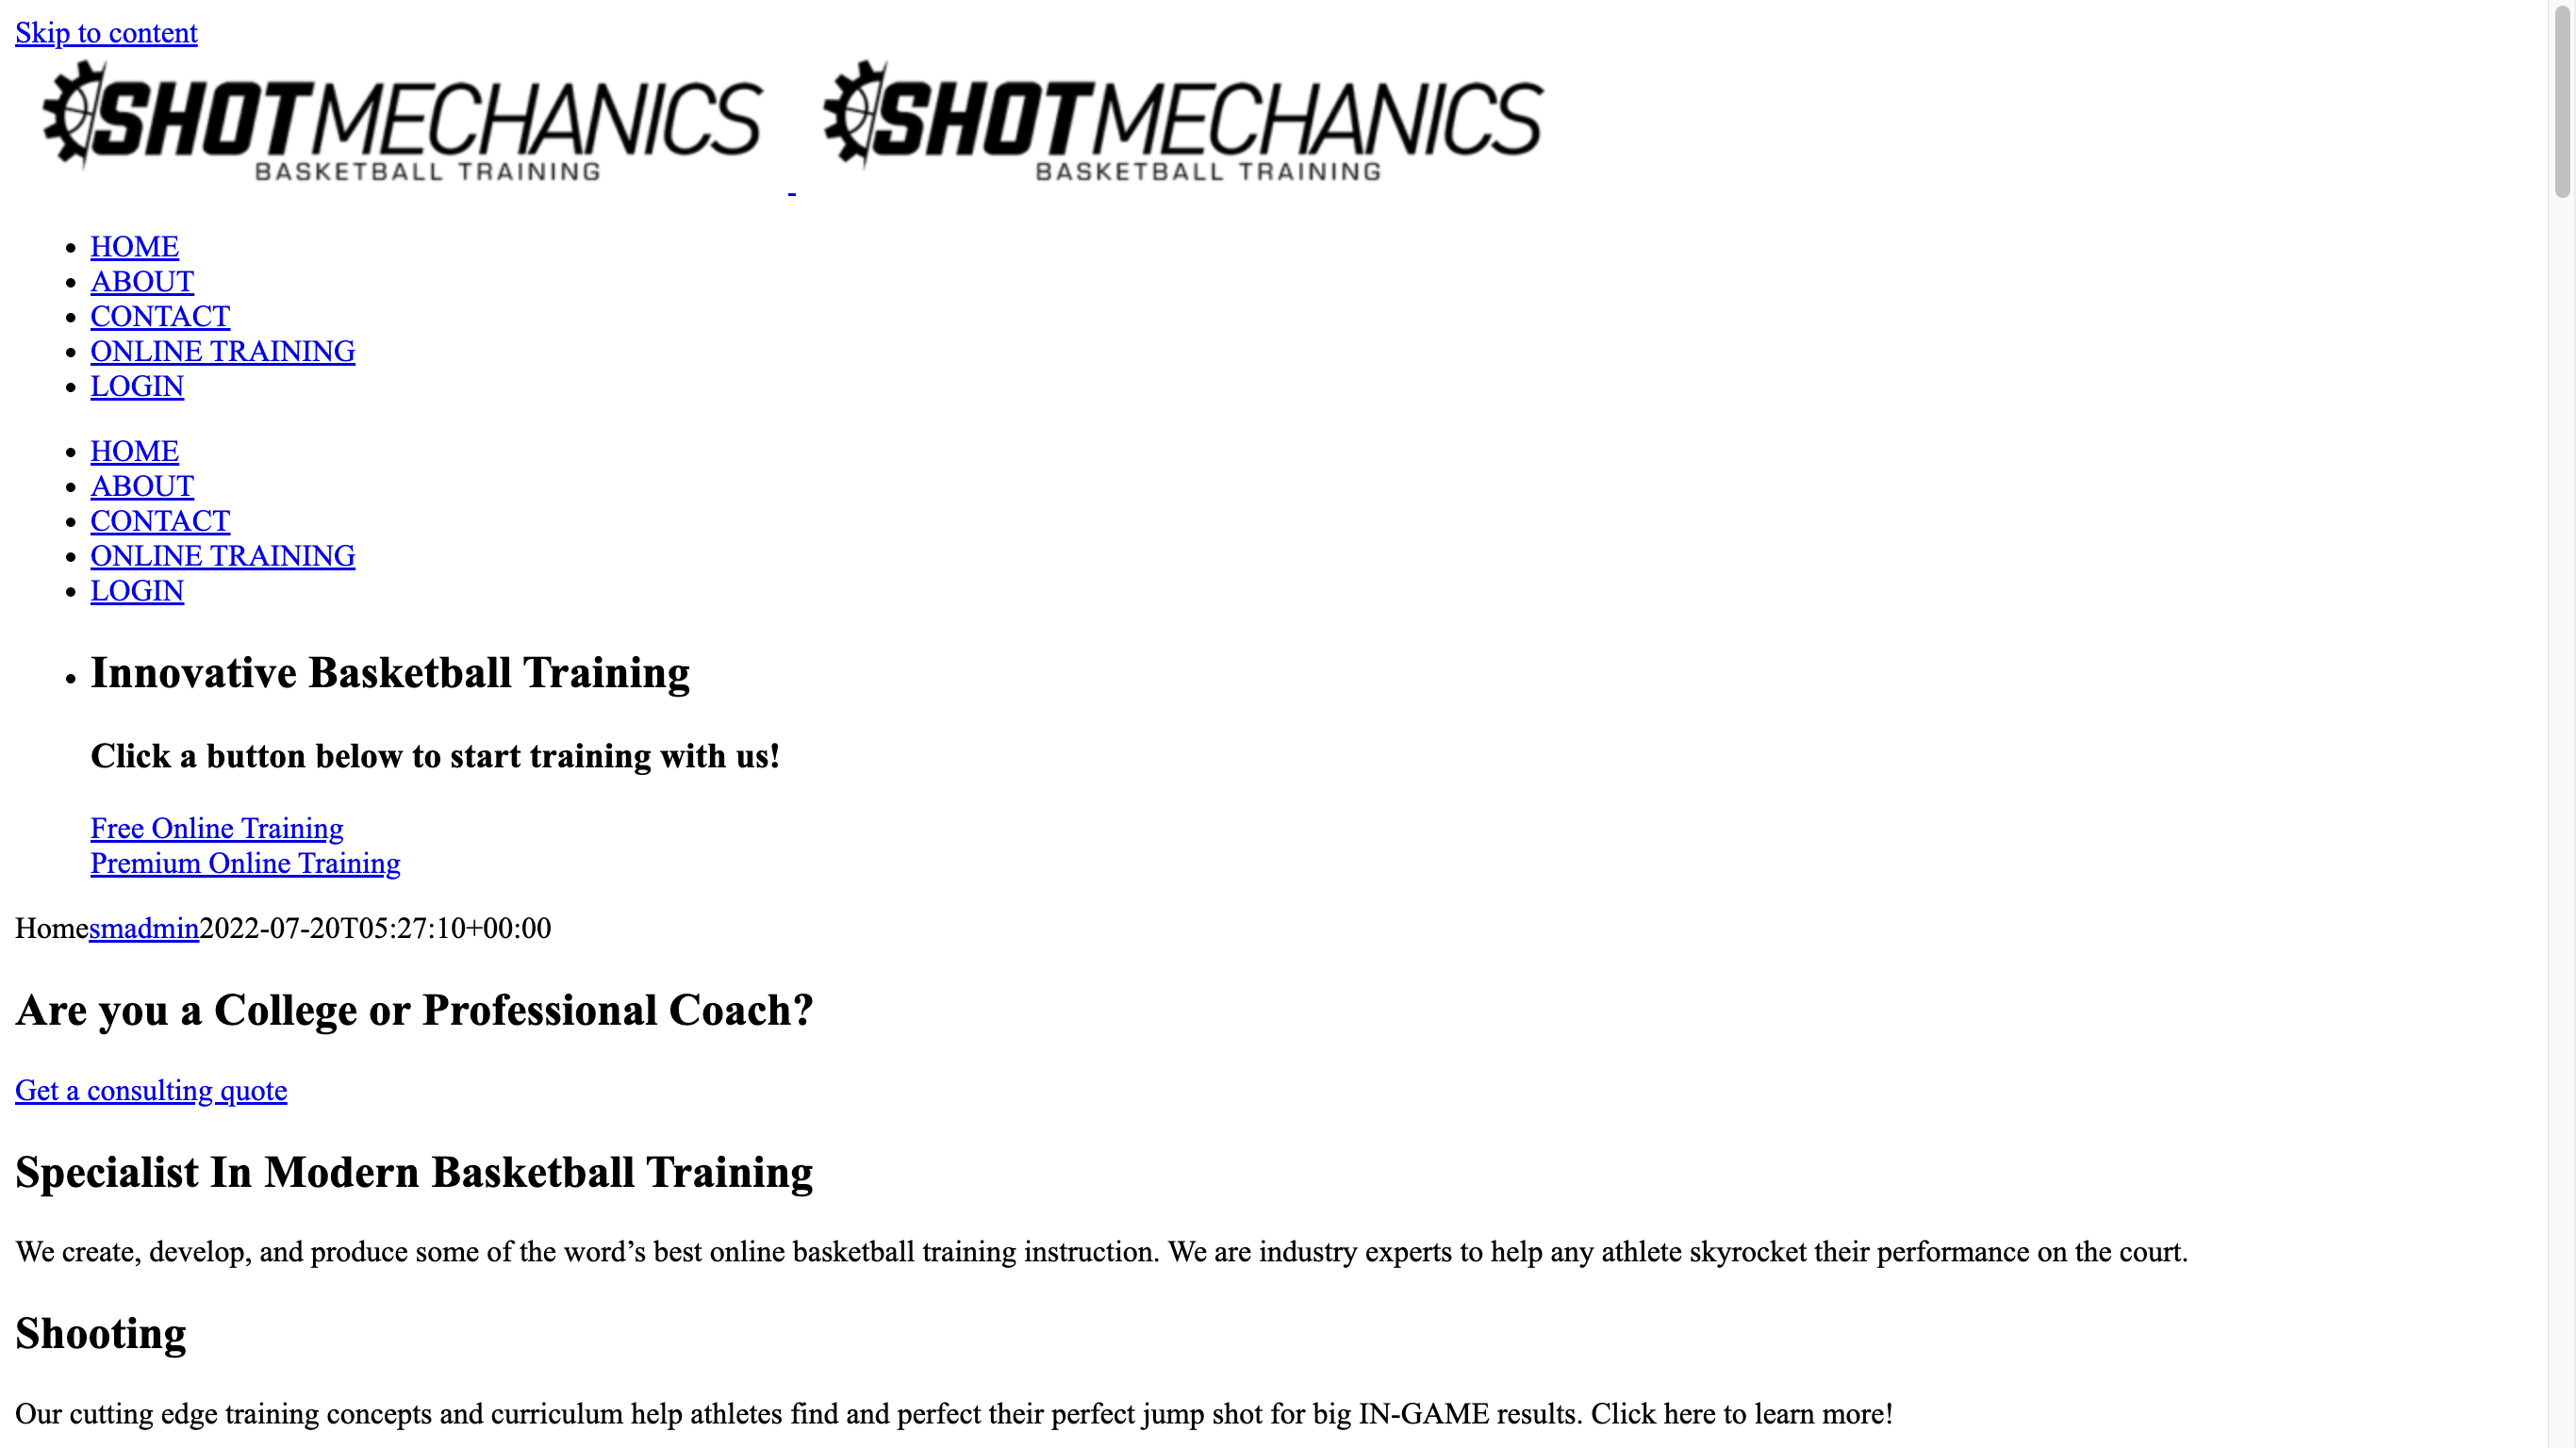 Skip to content
SHOTMECHANICS SHOTMECHANICS
BASKETBALL TRAINING BASKETBALL TRAINING
HOME
ABOUT
CONTACT
ONLINE TRAINING
LOGIN
HOME
ABOUT
CONTACT
ONLINE TRAINING
LOGIN
Innovative Basketball Training
Click a button below to start training with us!
Free Online Training
Premium Online Training
Homesmadmin2022-07-20T05:27:10+00:00
Are you a College or Professional Coach?
Get a consulting quote
Specialist In Modern Basketball Training
We create, develop, and produce some of the word’s best online basketball training instruction. We are industry experts to help any athlete skyrocket their performance on the court.
Shooting
Our cutting edge training concepts and curriculum help athletes find and perfect their perfect jump shot for big IN-GAME results. Click here to learn more!